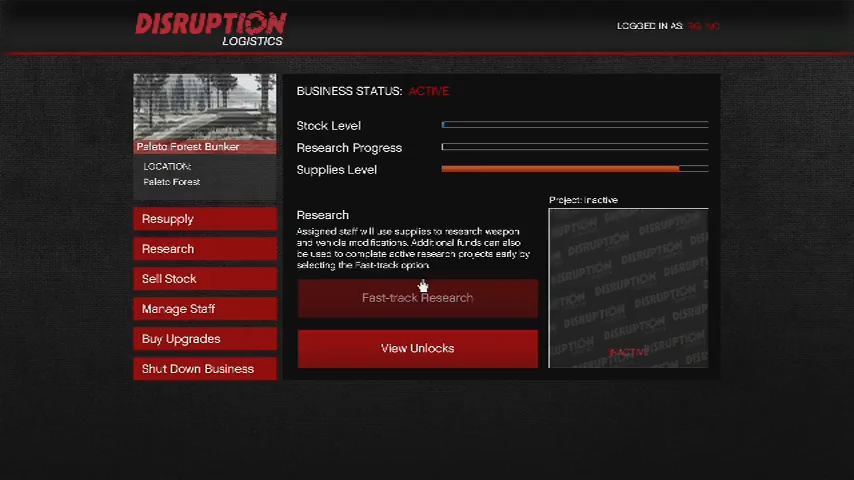 DISRUPTION
LOGISTICS
LOGGED IN AS:
BUSINESS STATUS: ACTIVE
Stock Level
Research Progress
Supplies Level
Paleto Forest Bunker
LOCATION:
Paleto Forest
Resupply
Research
Sell Stock
Manage Staff
Buy Upgrades
Shut Down Business
Research
Assigned staff will use supplies to research weapon
and vehicle modifications. Additional funds can also
be used to complete active research projects early by
selecting the Fast-track option.
Fast-track Research
View Unlocks
Project: Inactive
DISRUPTION
INACTIVE